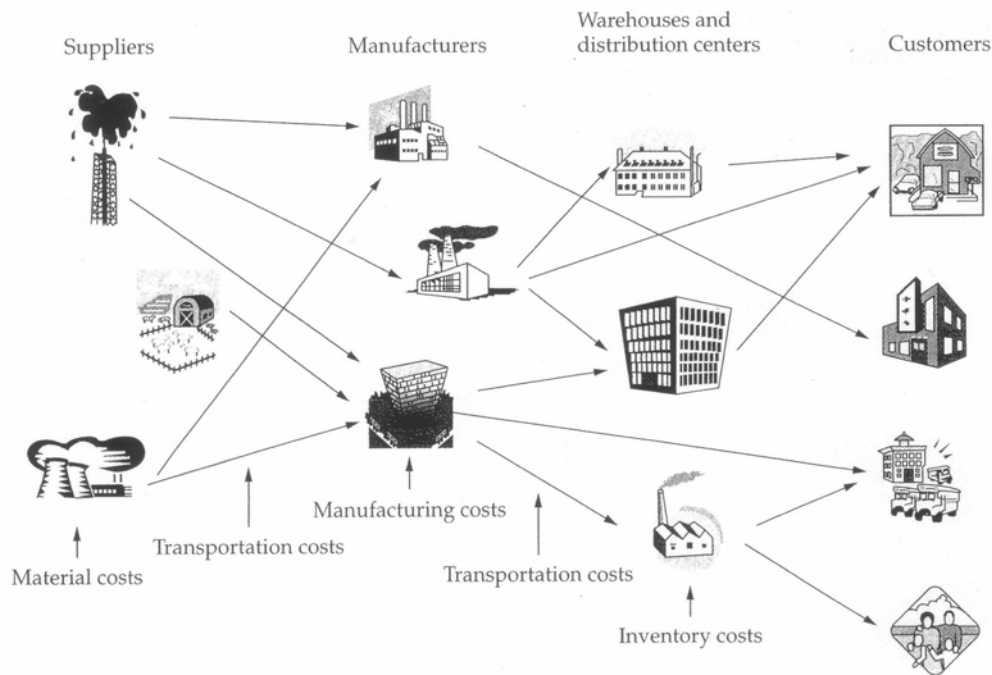 Suppliers
Manufacturers
Warehouses and
distribution centers
Customers
Manufacturing costs
Transportation costs
Transportation costs
Material costs
Inventory costs